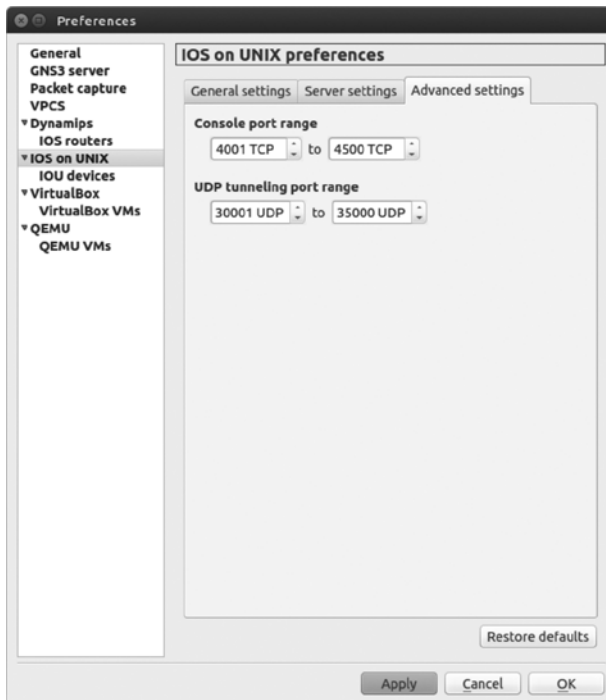 Preferences
General
GNS3 server
Packet capture
VPCS
Dynamips
IOS routers
IOS on UNIX
IOU devices
VirtualBox
VirtualBox VMs
QEMU
QEMU VMs
IOS on UNIX preferences
General settings Server settings Advanced settings
Console port range
4001 TCP to 4500 TCP
UDP tunneling port range
30001 UDP to 35000 UDP
Restore defaults
Apply Cancel OK